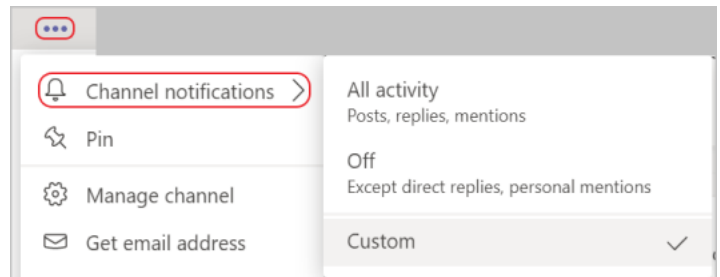 Channel notifications
Pin
Manage channel
Get email address
All activity
Posts, replies, mentions
Off
Except direct replies, personal mentions
Custom